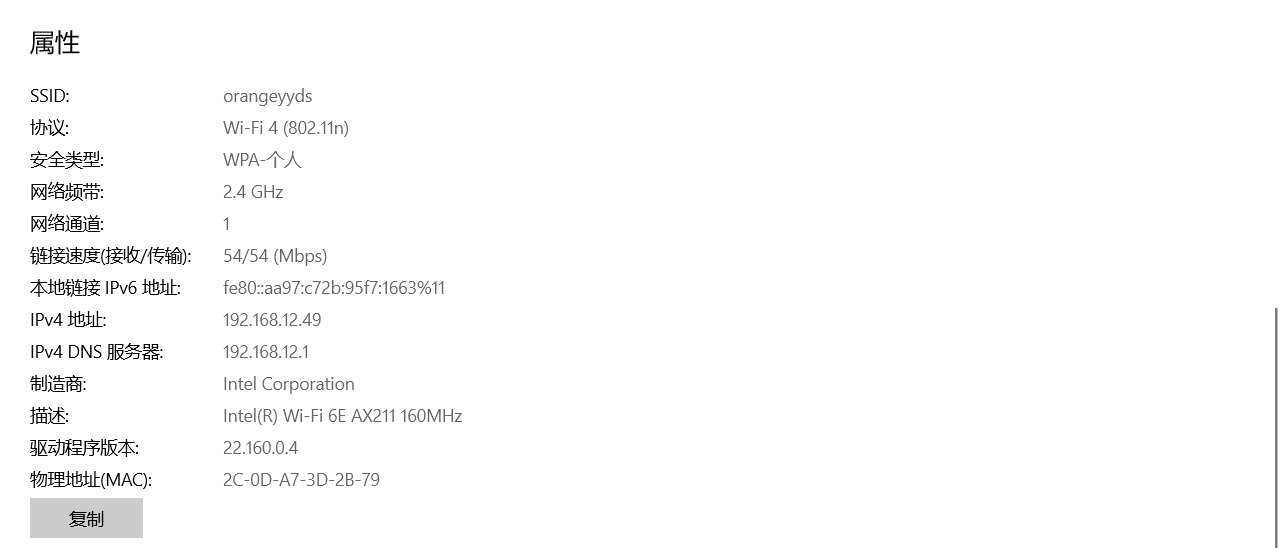 属性
SSID: orangeyyds
协议: Wi-Fi 4 (802.11n)
安全类型: WPA-个人
网络频带: 2.4 GHz
网络通道: 1
链接速度(接收/传输): 54/54 (Mbps)
本地链接 IPv6 地址: fe80::aa97:c72b:95f7:1663%11
IPv4 地址: 192.168.12.49
IPv4 DNS 服务器: 192.168.12.1
制造商: Intel Corporation
描述: Intel(R) Wi-Fi 6E AX211 160MHz
驱动程序版本: 22.160.0.4
物理地址(MAC): 2C-0D-A7-3D-2B-79
复制